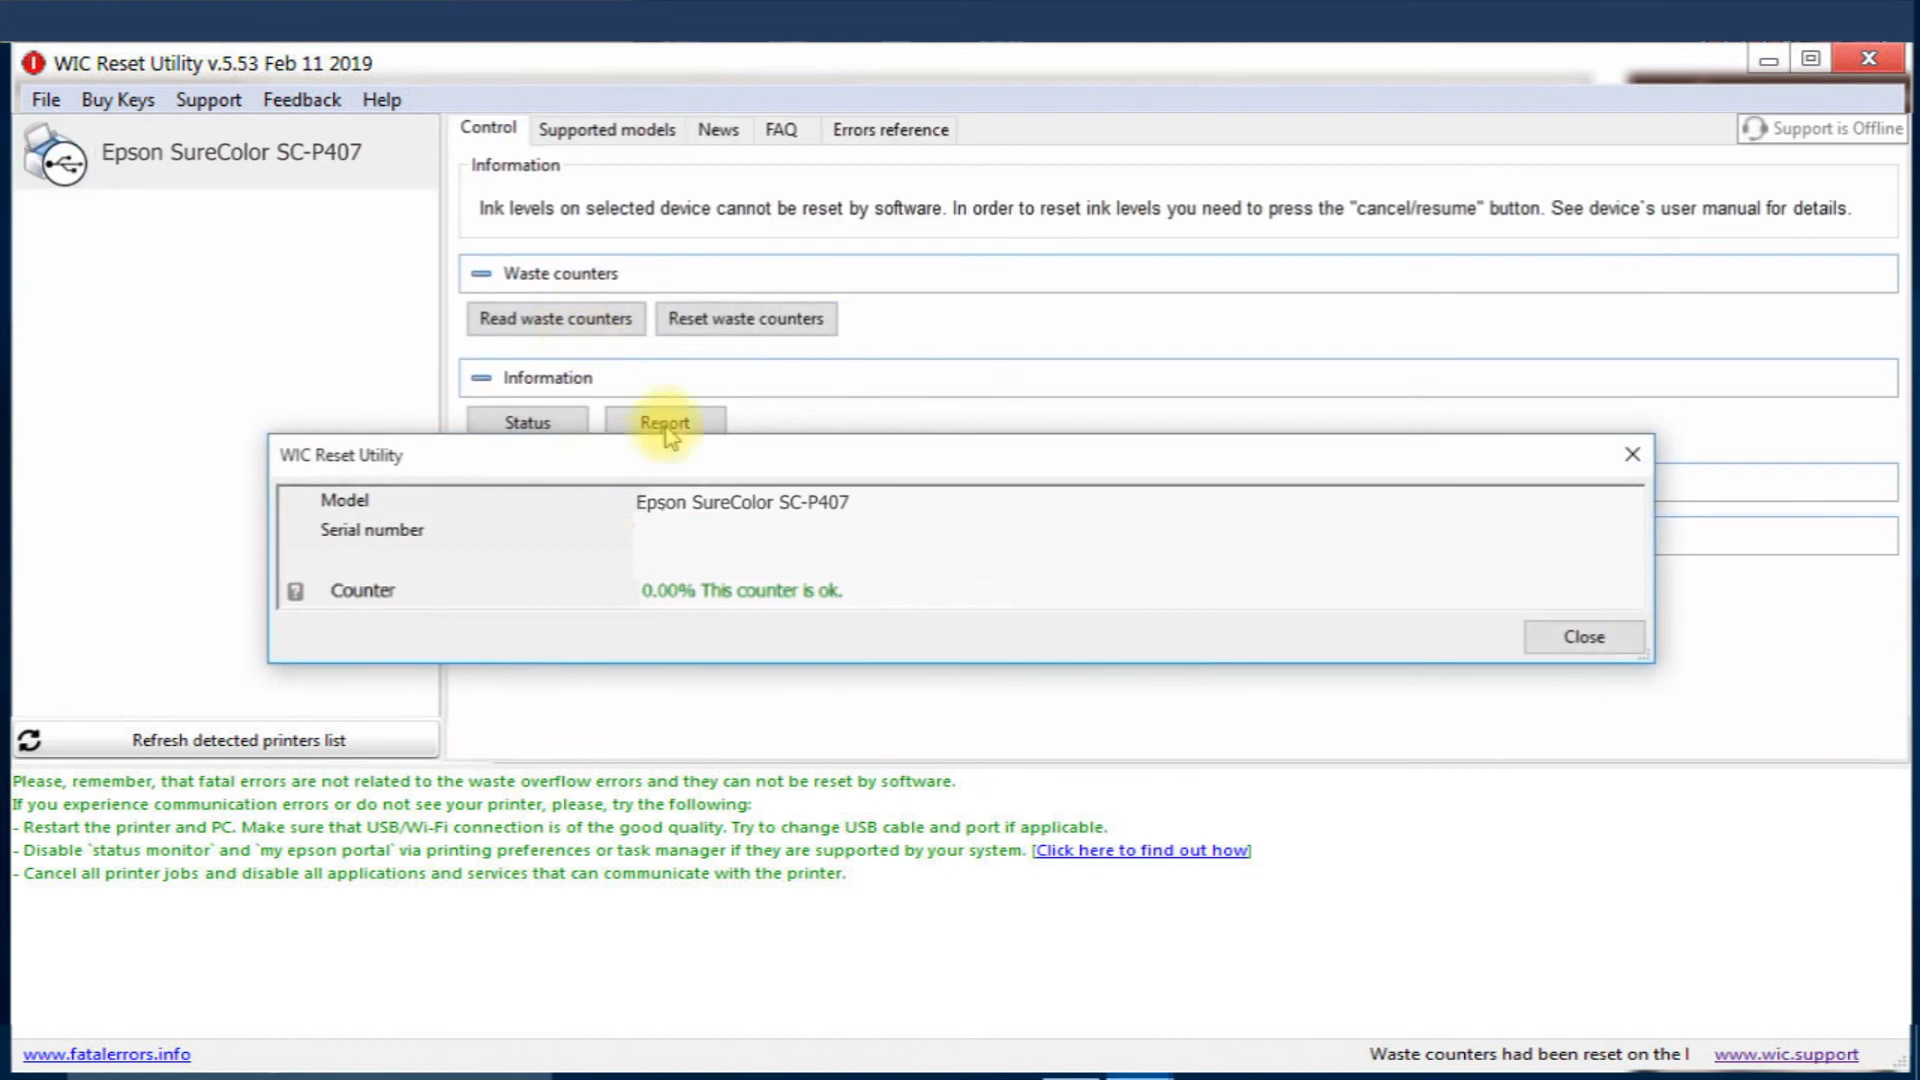 WIC Reset Utility v.5.53 Feb 11 2019
File Buy Keys Support Feedback Help
Epson SureColor SC-P407
Control Supported models News FAQ Errors reference
Support is Offline
Information
Ink levels on selected device cannot be reset by software. In order to reset ink levels you need to press the "cancel/resume" button. See device`s user manual for details.
Waste counters
Read waste counters Reset waste counters
Information
Status Report
WIC Reset Utility
Model Epson SureColor SC-P407
Serial number
Counter 0.00% This counter is ok.
Close
Refresh detected printers list
Please, remember, that fatal errors are not related to the waste overflow errors and they can not be reset by software.
If you experience communication errors or do not see your printer, please, try the following:
- Restart the printer and PC. Make sure that USB/Wi-Fi connection is of the good quality. Try to change USB cable and port if applicable.
- Disable `status monitor` and `my epson portal` via printing preferences or task manager if they are supported by your system. [Click here to find out how]
- Cancel all printer jobs and disable all applications and services that can communicate with the printer.
www.fatalerrors.info
Waste counters had been reset on the
www.wic.support